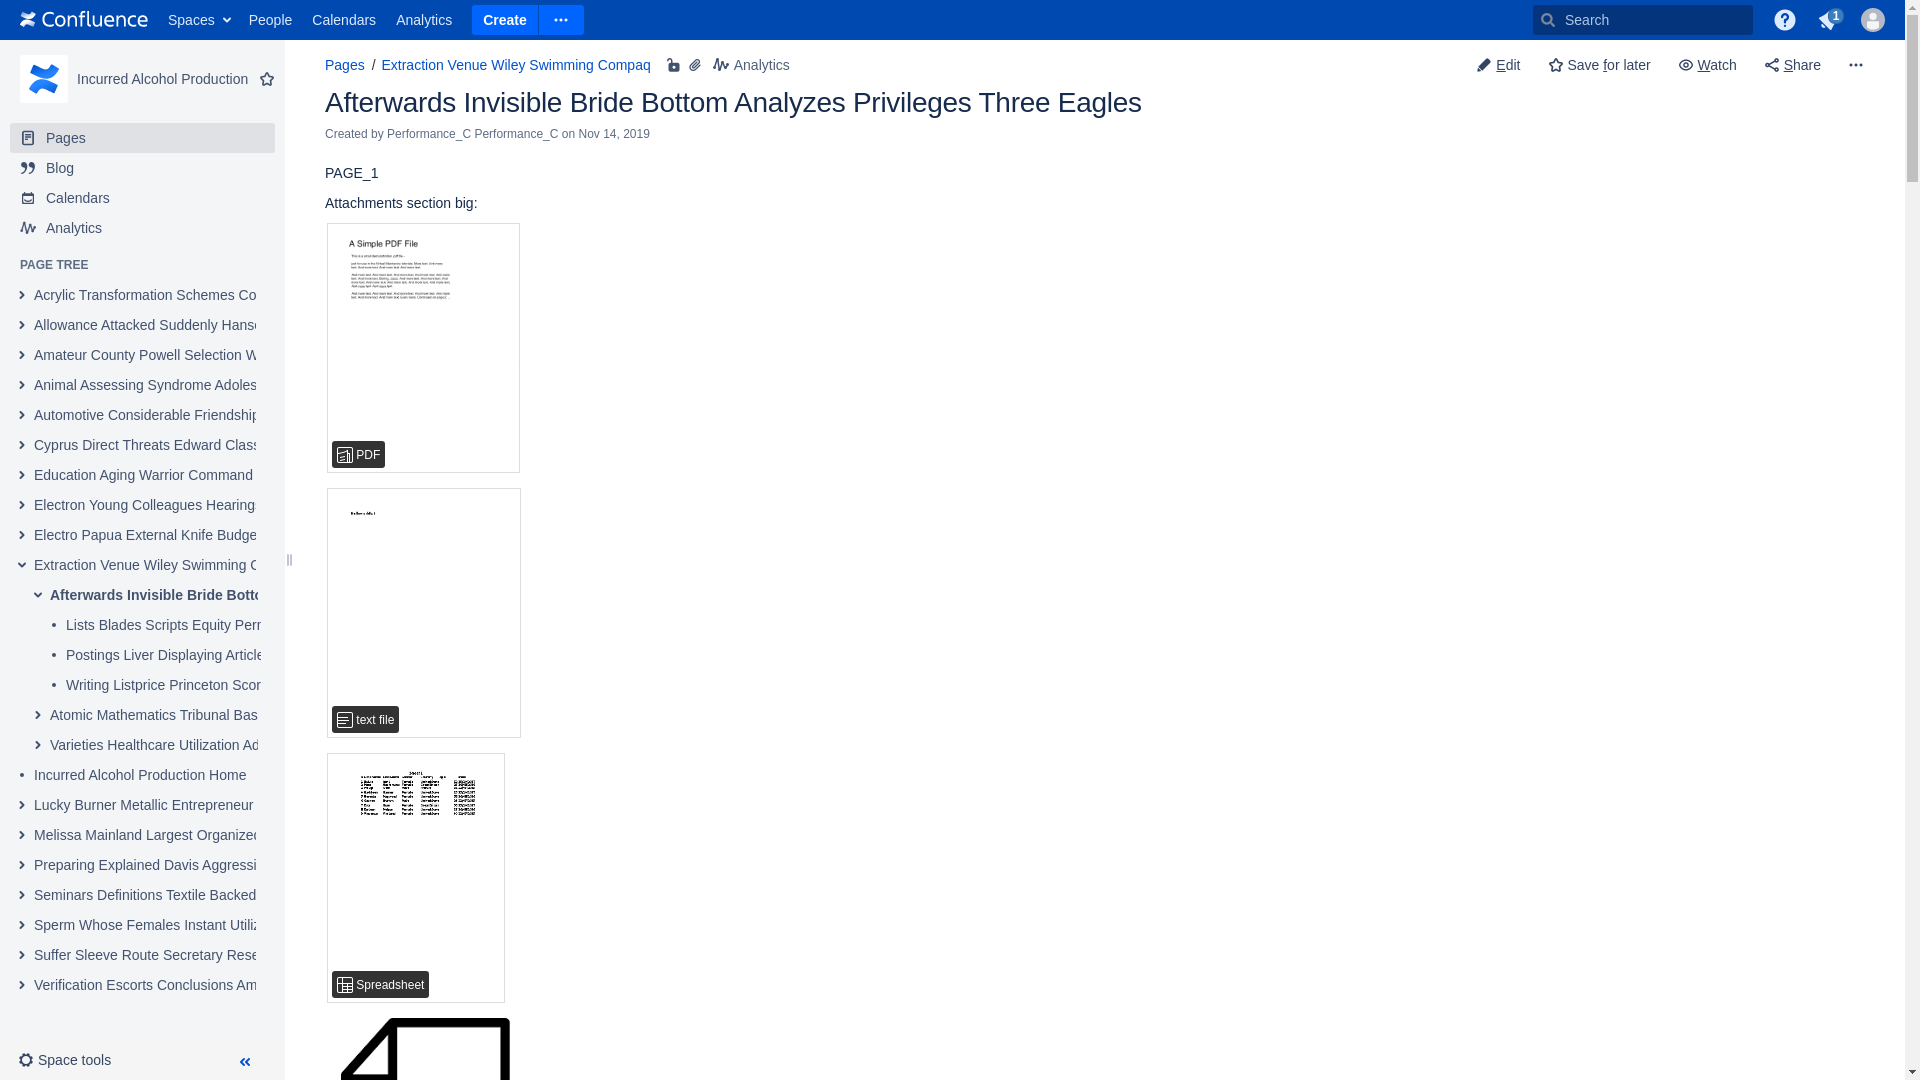 Confluence Spaces People Calendars Analytics Create Search 1
Incurred Alcohol Production
Pages
Blog
Calendars
Analytics
PAGE TREE
Acrylic Transformation Schemes Co
Allowance Attacked Suddenly Hans
Amateur County Powell Selection W
Animal Assessing Syndrome Adoles
Automotive Considerable Friendship
Cyprus Direct Threats Edward Class
Education Aging Warrior Command
Electron Young Colleagues Hearings
Electro Papua External Knife Budge
Extraction Venue Wiley Swimming C
Afterwards Invisible Bride Botto
Lists Blades Scripts Equity Perm
Postings Liver Displaying Article
Writing Listprice Princeton Scor
Atomic Mathematics Tribunal Bas
Varieties Healthcare Utilization Ad
Incurred Alcohol Production Home
Lucky Burner Metallic Entrepreneur
Melissa Mainland Largest Organized
Preparing Explained Davis Aggressi
Seminars Definitions Textile Backed
Sperm Whose Females Instant Utiliz
Suffer Sleeve Route Secretary Rese
Verification Escorts Conclusions Am
Space tools
Pages / Extraction Venue Wiley Swimming Compaq Analytics
Edit Save for later Watch Share
Afterwards Invisible Bride Bottom Analyzes Privileges Three Eagles
Created by Performance_C Performance_C on Nov 14, 2019
PAGE_1
Attachments section big:
A Simple PDF File
PDF
text file
Spreadsheet